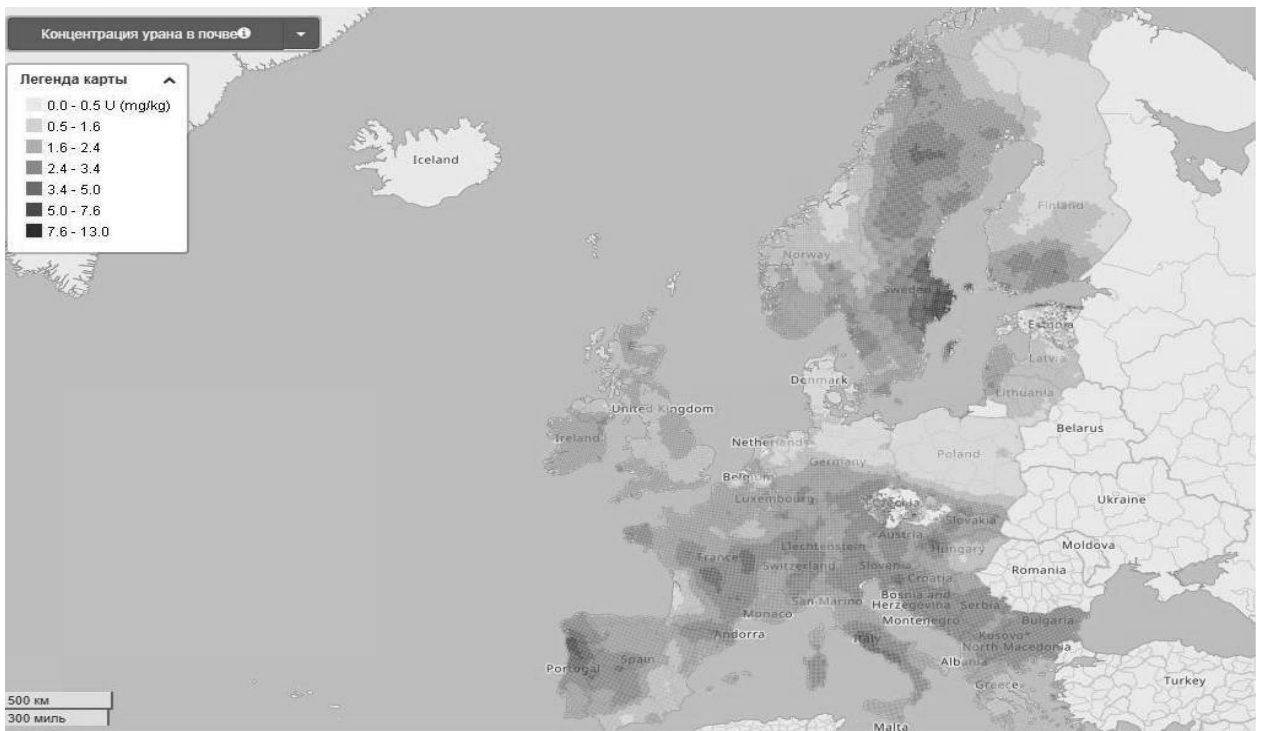 Концентрация урана в почве
Легенда карты
0.0 - 0.5 U (mg/kg)
0.5 - 1.6
1.6 - 2.4
2.4 - 3.4
3.4 - 5.0
5.0 - 7.6
7.6 - 13.0
Iceland
Finland
Norway
Sweden
Estonia
Latvia
Denmark
Lithuania
United Kingdom
Belarus
Ireland
Netherlands
Poland
Germany
Belgium
Luxembourg
Ukraine
Czechia
Slovakia
Austria
Liechtenstein
Hungary
Moldova
France
Switzerland
Slovenia
Romania
Croatia
San Marino
Bosnia and
Herzegovina
Serbia
Monaco
Montenegro
Bulgaria
Andorra
Italy
Kosovo*
North Macedonia
Portugal
Spain
Albania
Turkey
Greece
Malta
500 км
300 миль